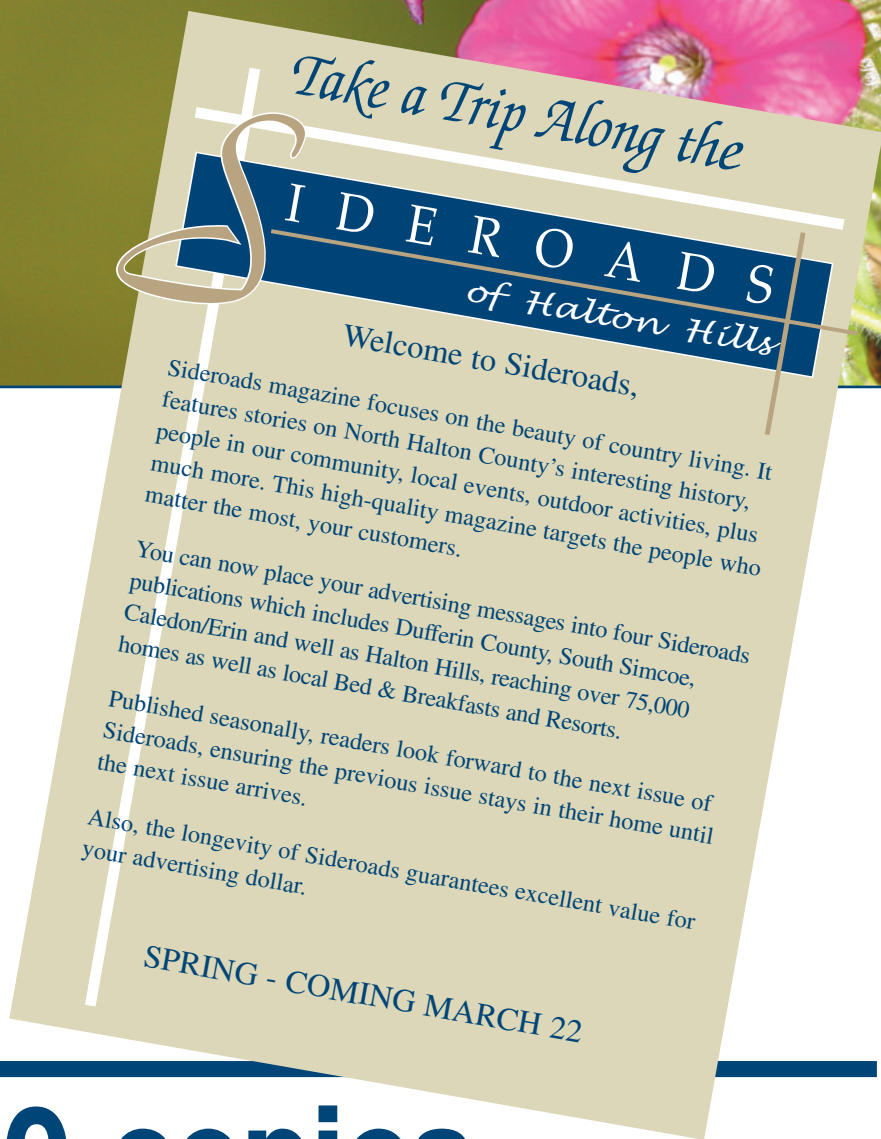 Take a Trip Along the
SIDEROADS
of Halton Hills
Welcome to Sideroads,
Sideroads magazine focuses on the beauty of country living. It
features stories on North Halton County's interesting history,
people in our community, local events, outdoor activities, plus
much more. This high-quality magazine targets the people who
matter the most, your customers.
You can now place your advertising messages into four Sideroads
publications which includes Dufferin County, South Simcoe,
Caledon/Erin and well as Halton Hills, reaching over 75,000
homes as well as local Bed & Breakfasts and Resorts.
Published seasonally, readers look forward to the next issue of
Sideroads, ensuring the previous issue stays in their home until
the next issue arrives.
Also, the longevity of Sideroads guarantees excellent value for
your advertising dollar.
SPRING - COMING MARCH 22
copies